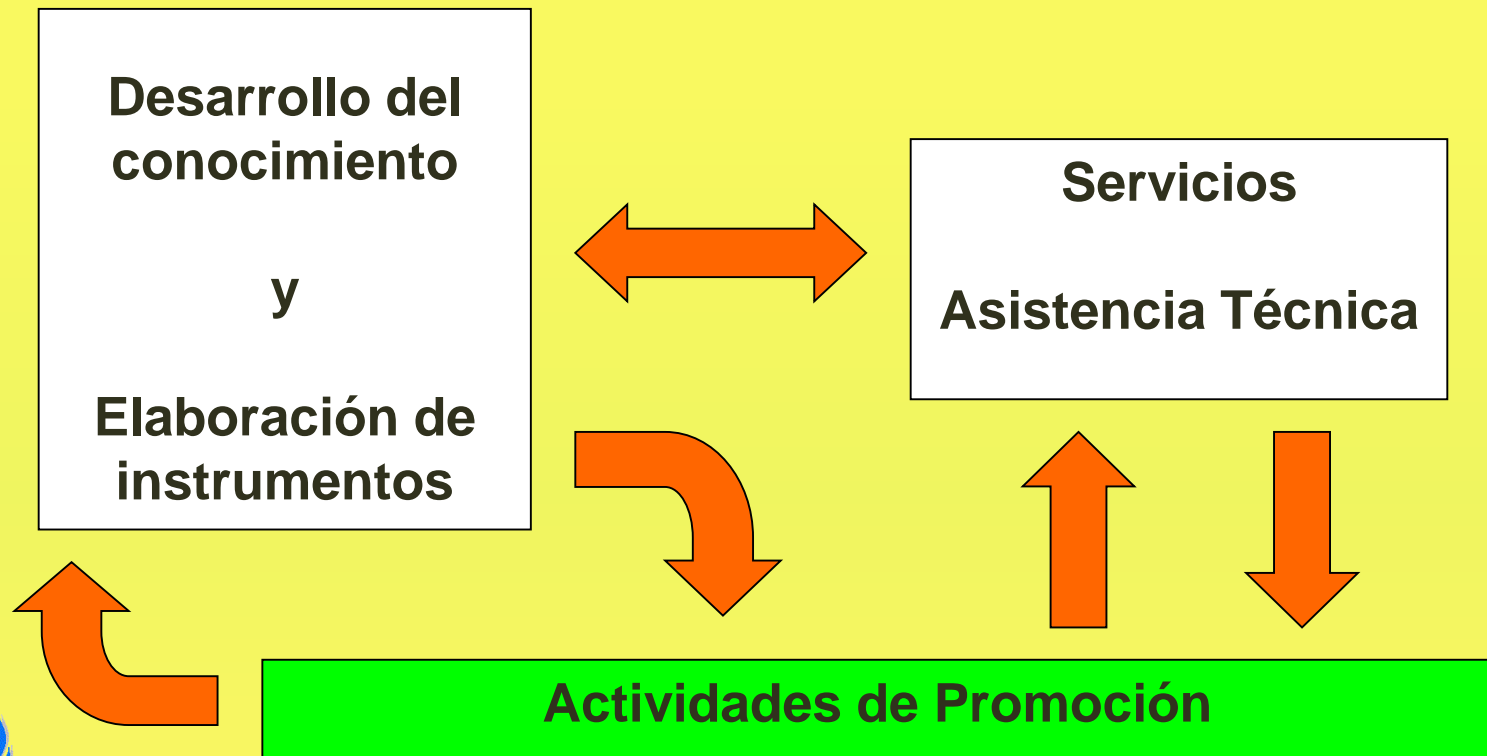 Desarrollo del
conocimiento
y
Elaboración de
instrumentos
Servicios
Asistencia Técnica
Actividades de Promoción